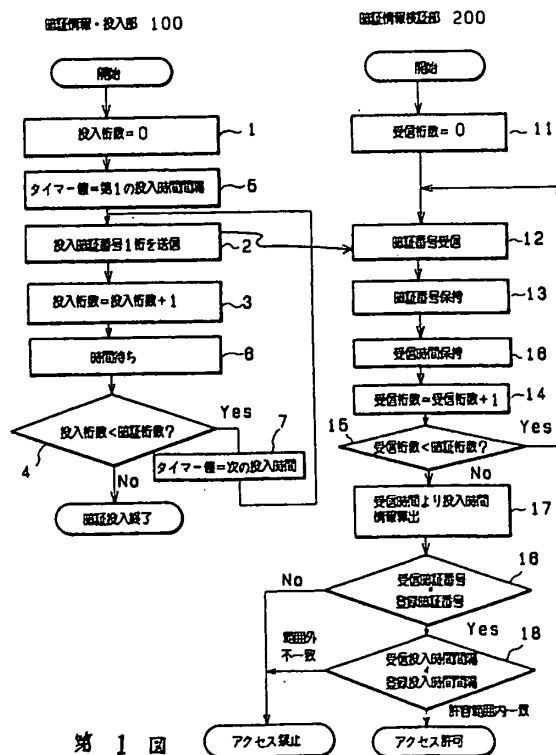 暗証情報・投入部 100
開始
投入桁数=0
1
タイマー値=第1の投入時間間隔
5
投入暗証番号1桁を送信
2
投入桁数=投入桁数+1
3
時間待ち
6
投入桁数<暗証桁数?
Yes
4
7
タイマー値=次の投入時間
No
暗証投入終了
暗証情報検証部 200
開始
受信桁数=0
11
暗証番号受信
12
暗証番号保持
13
受信時間保持
16
受信桁数=受信桁数+1
14
15
受信桁数<暗証桁数?
Yes
No
受信時間より投入時間
情報算出
17
16
No
受信暗証番号
登録暗証番号
Yes
範囲外
不一致
18
受信投入時間間隔
登録投入時間間隔
許容範囲内一致
アクセス禁止
アクセス許可
第 1 図